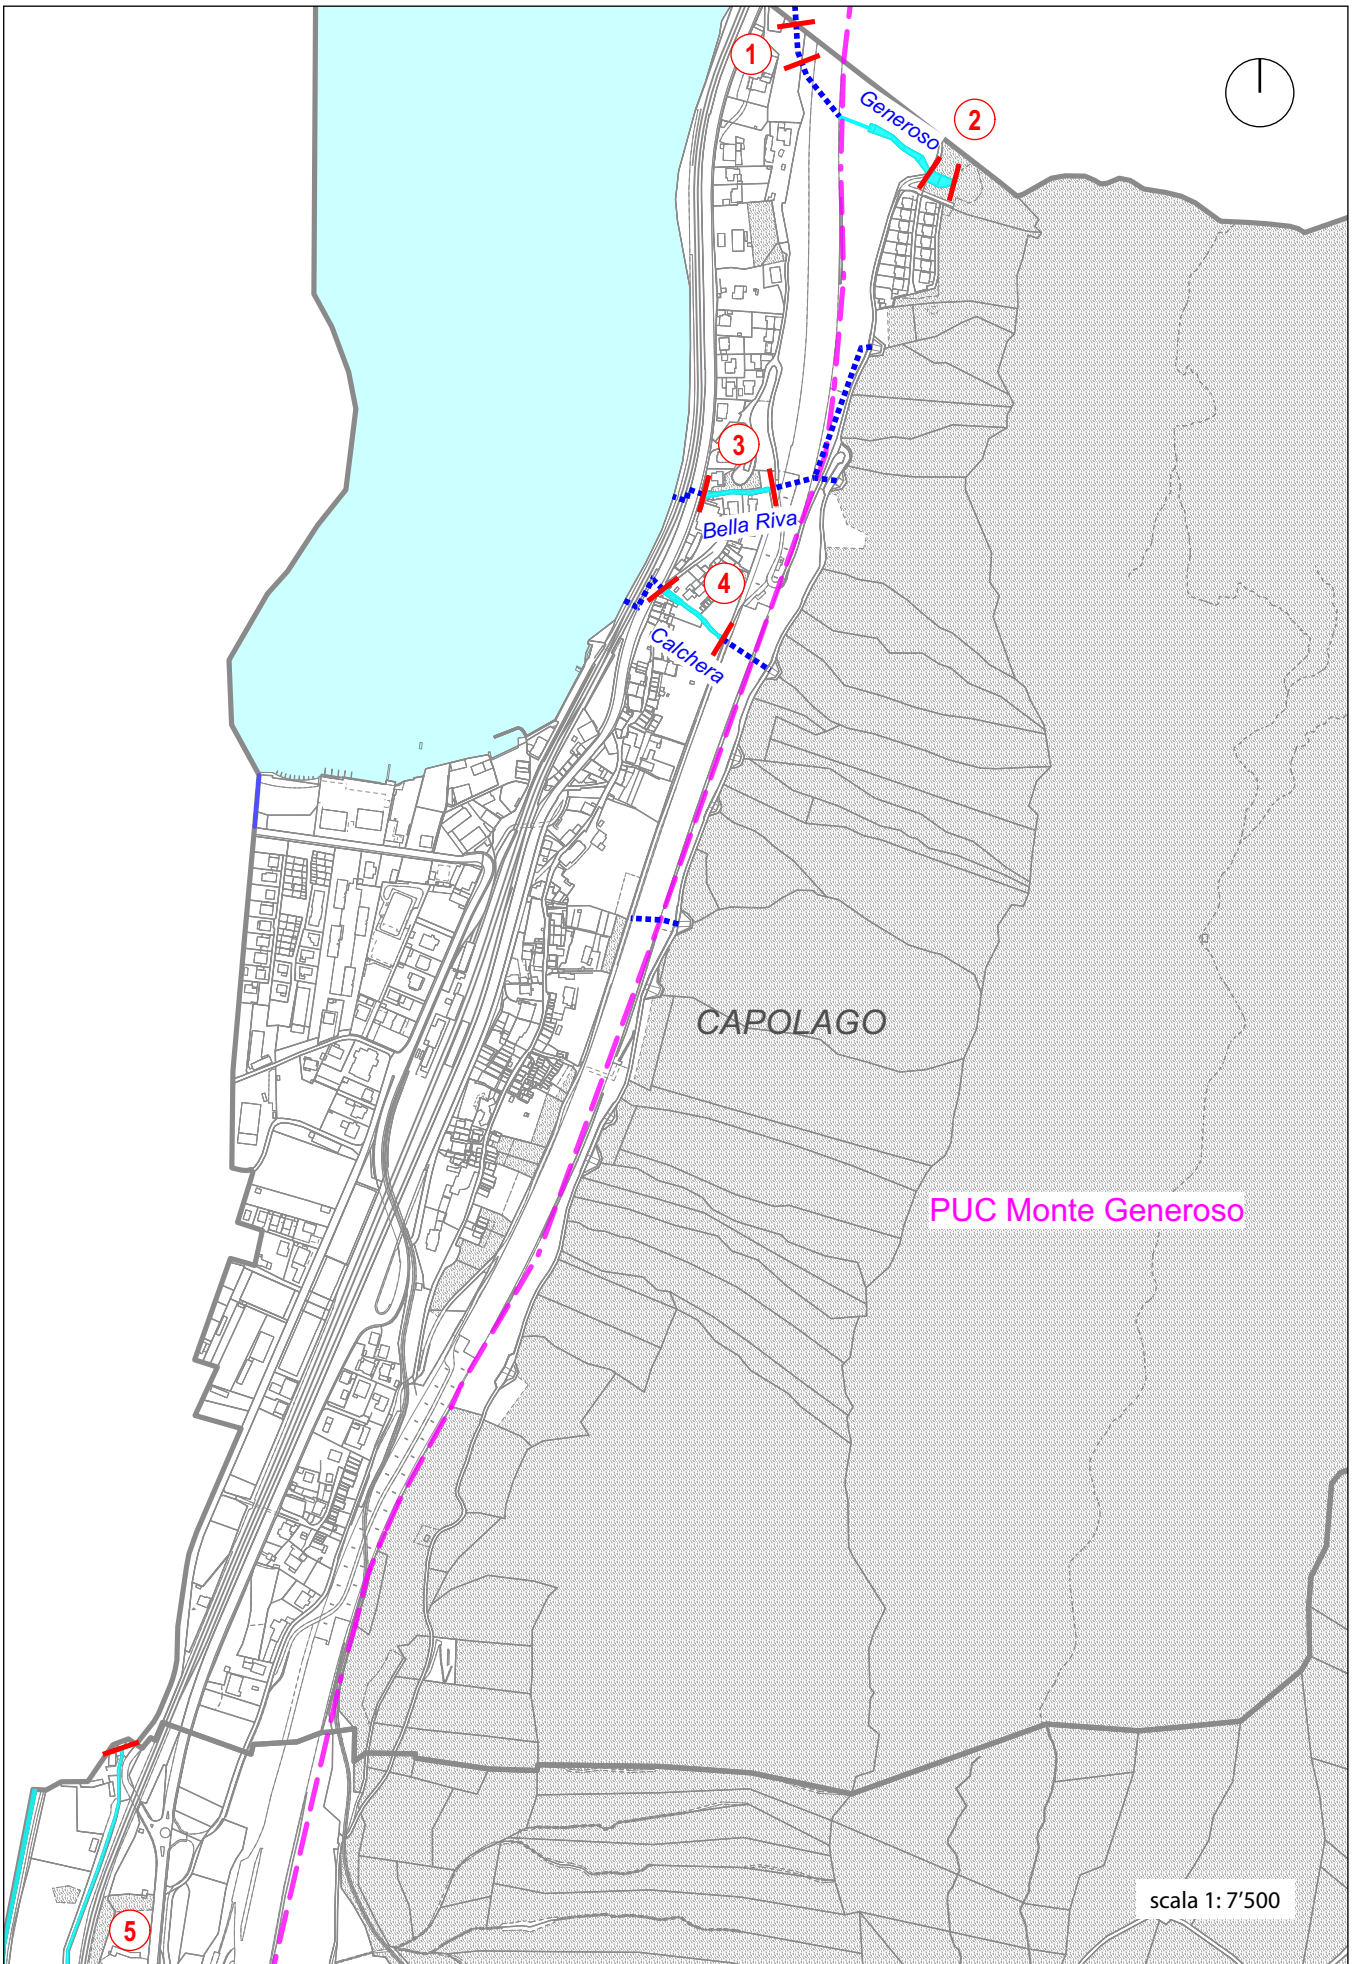 1
Generoso
2
3
Bella Riva
4
Calchera
CAPOLAGO
PUC Monte Generoso
scala 1: 7’500
5